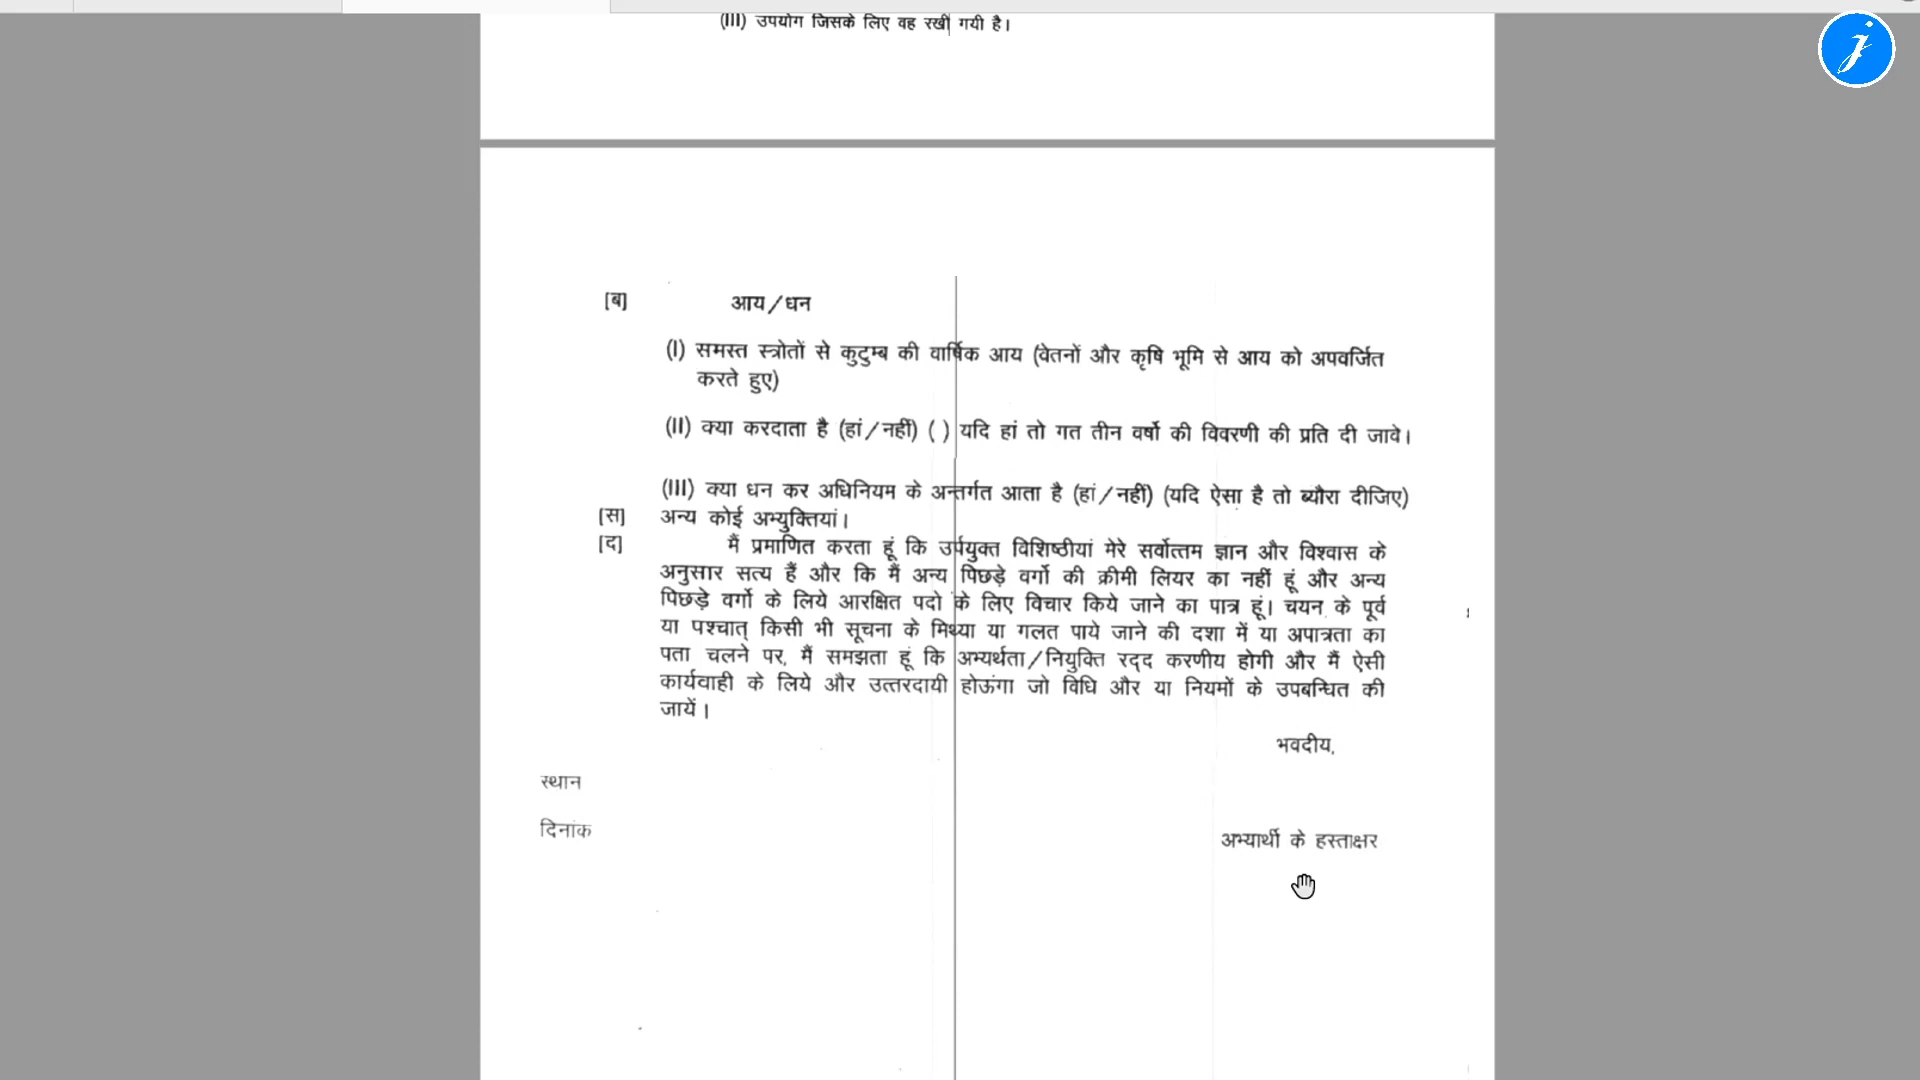 (III) उपयोग जिसके लिए वह रखी गयी है।
j
[ब] आय/धन
(I) समस्त स्त्रोतों से कुटुम्ब की वार्षिक आय (वेतनों और कृषि भूमि से आय को अपवर्जित
करते हुए)
(II) क्या करदाता है (हां/नहीं) ( ) यदि हां तो गत तीन वर्षो की विवरणी की प्रति दी जावे।
(III) क्या धन कर अधिनियम के अन्तर्गत आता है (हां/नहीं) (यदि ऐसा है तो ब्यौरा दीजिए)
[स] अन्य कोई अभ्युक्तियां।
[द] मैं प्रमाणित करता हूं कि उर्पयुक्त विशिष्ठीयां मेरे सर्वोत्तम ज्ञान और विश्वास के
अनुसार सत्य हैं और कि मैं अन्य पिछड़े वर्गो की क्रीमी लियर का नहीं हूं और अन्य
पिछड़े वर्गो के लिये आरक्षित पदो के लिए विचार किये जाने का पात्र हूं। चयन के पूर्व
या पश्चात् किसी भी सूचना के मिथ्या या गलत पाये जाने की दशा में या अपात्रता का
पता चलने पर, मैं समझता हूं कि अभ्यर्थता/नियुक्ति रद्द करणीय होगी और मैं ऐसी
कार्यवाही के लिये और उत्तरदायी होऊंगा जो विधि और या नियमों के उपबन्धित की
जायें।
भवदीय,
स्थान
दिनांक
अभ्यार्थी के हस्ताक्षर